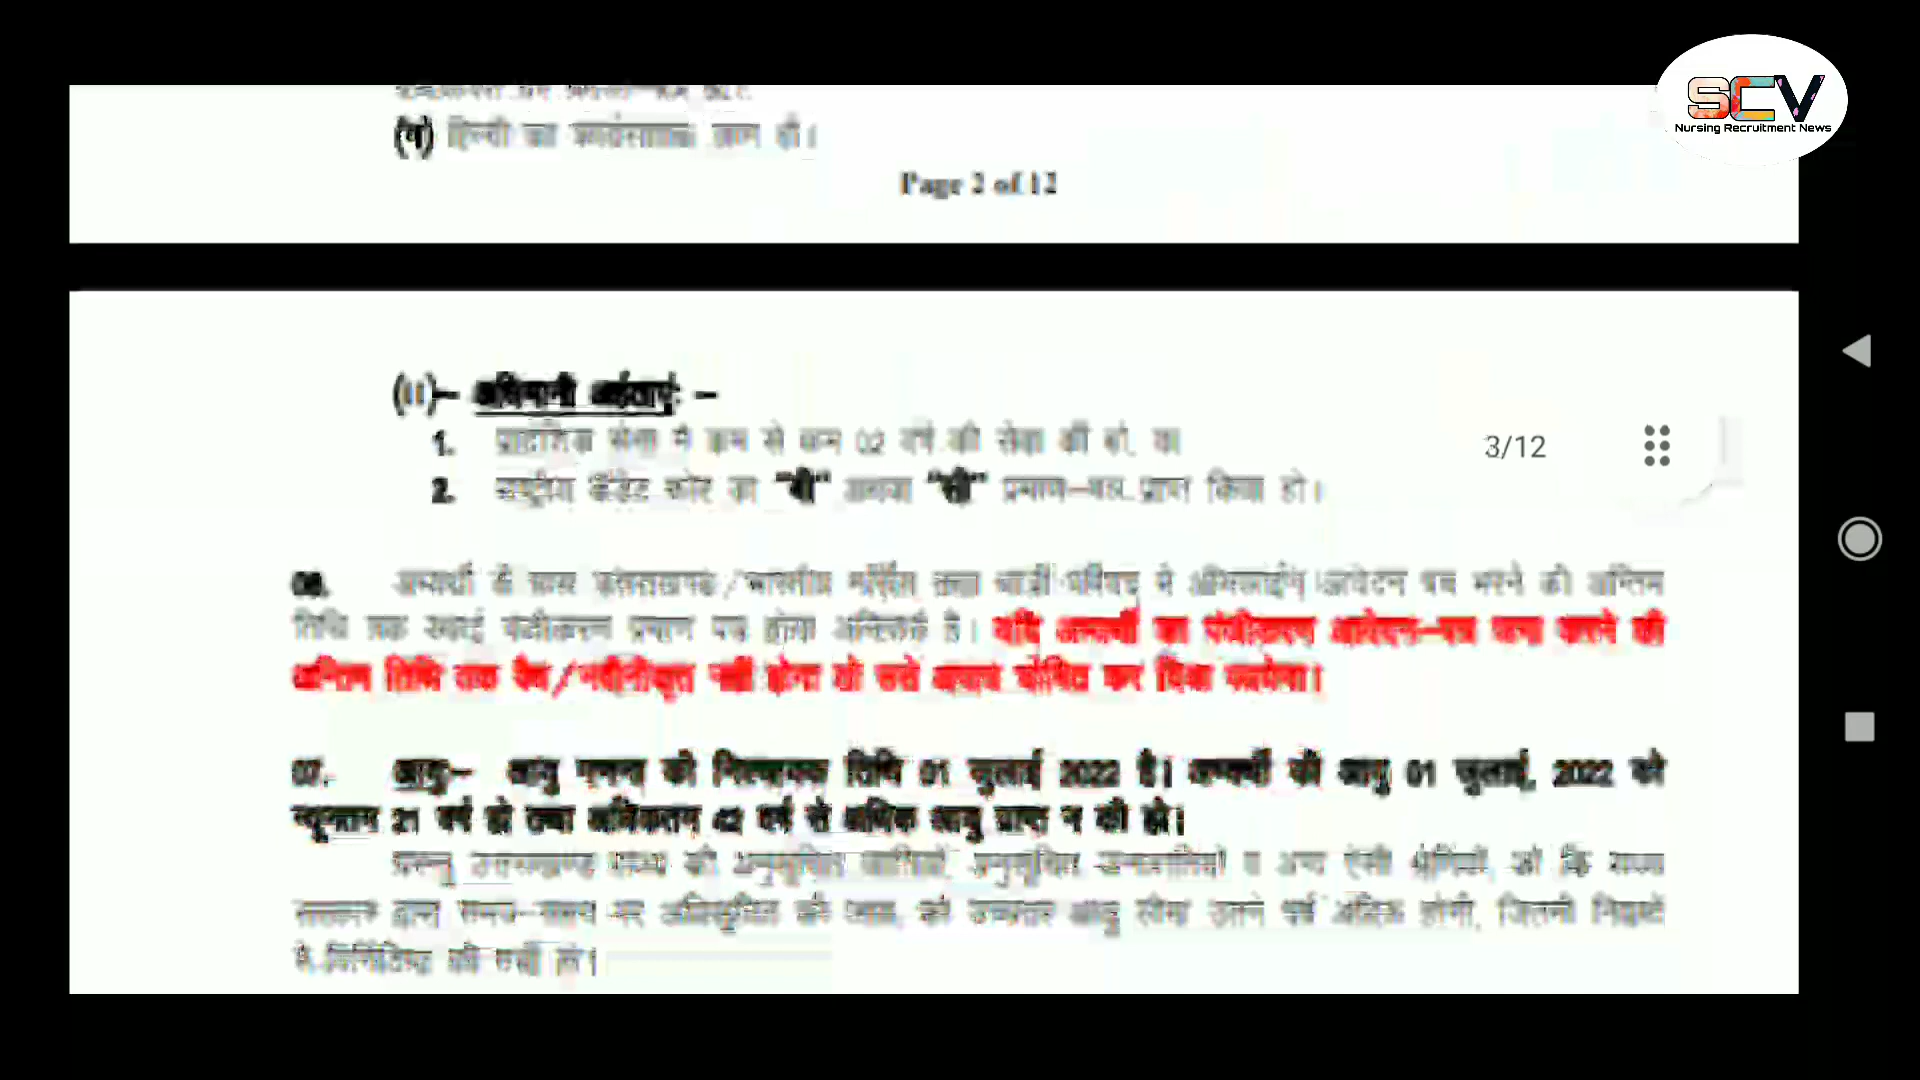 SCV
Nursing Recruitment News
(घ) हिन्दी का कार्यसाधक ज्ञान हो।
Page 2 of 12
(II)– अधिमानी अर्हताएं: –
3/12
1. प्रादेशिक सेना में कम से कम 02 वर्ष की सेवा की हो, या
2. राष्ट्रीय कैडेट कोर का "बी" अथवा "सी" प्रमाण–पत्र प्राप्त किया हो।
06. अभ्यर्थी के पास उत्तराखण्ड/भारतीय नर्सिंग तथा परिषद में आवेदन पत्र भरने की अन्तिम
तिथि तक स्थाई पंजीकरण प्रमाण पत्र होना अनिवार्य है। यदि अभ्यर्थी का पंजीकरण आवेदन–पत्र जमा करने की
अन्तिम तिथि तक वैध/नवीनीकृत नहीं होगा तो उसे घोषित कर दिया जायेगा।
07. आयु– आयु गणना की निश्चायक तिथि 01 जुलाई 2022 है। अभ्यर्थी की आयु 01 जुलाई, 2022 को
न्यूनतम 21 वर्ष हो तथा अधिकतम 42 वर्ष से अधिक आयु प्राप्त न की हो।
परन्तु उत्तराखण्ड राज्य की अनुसूचित जातियों, अनुसूचित जनजातियों व अन्य ऐसी श्रेणियों, जो कि राज्य
सरकार द्वारा समय–समय पर अधिसूचित की जाय, की उच्चतर आयु सीमा उतने वर्ष अधिक होगी, जितनी नियमों
में विनिर्दिष्ट की गयी हो।